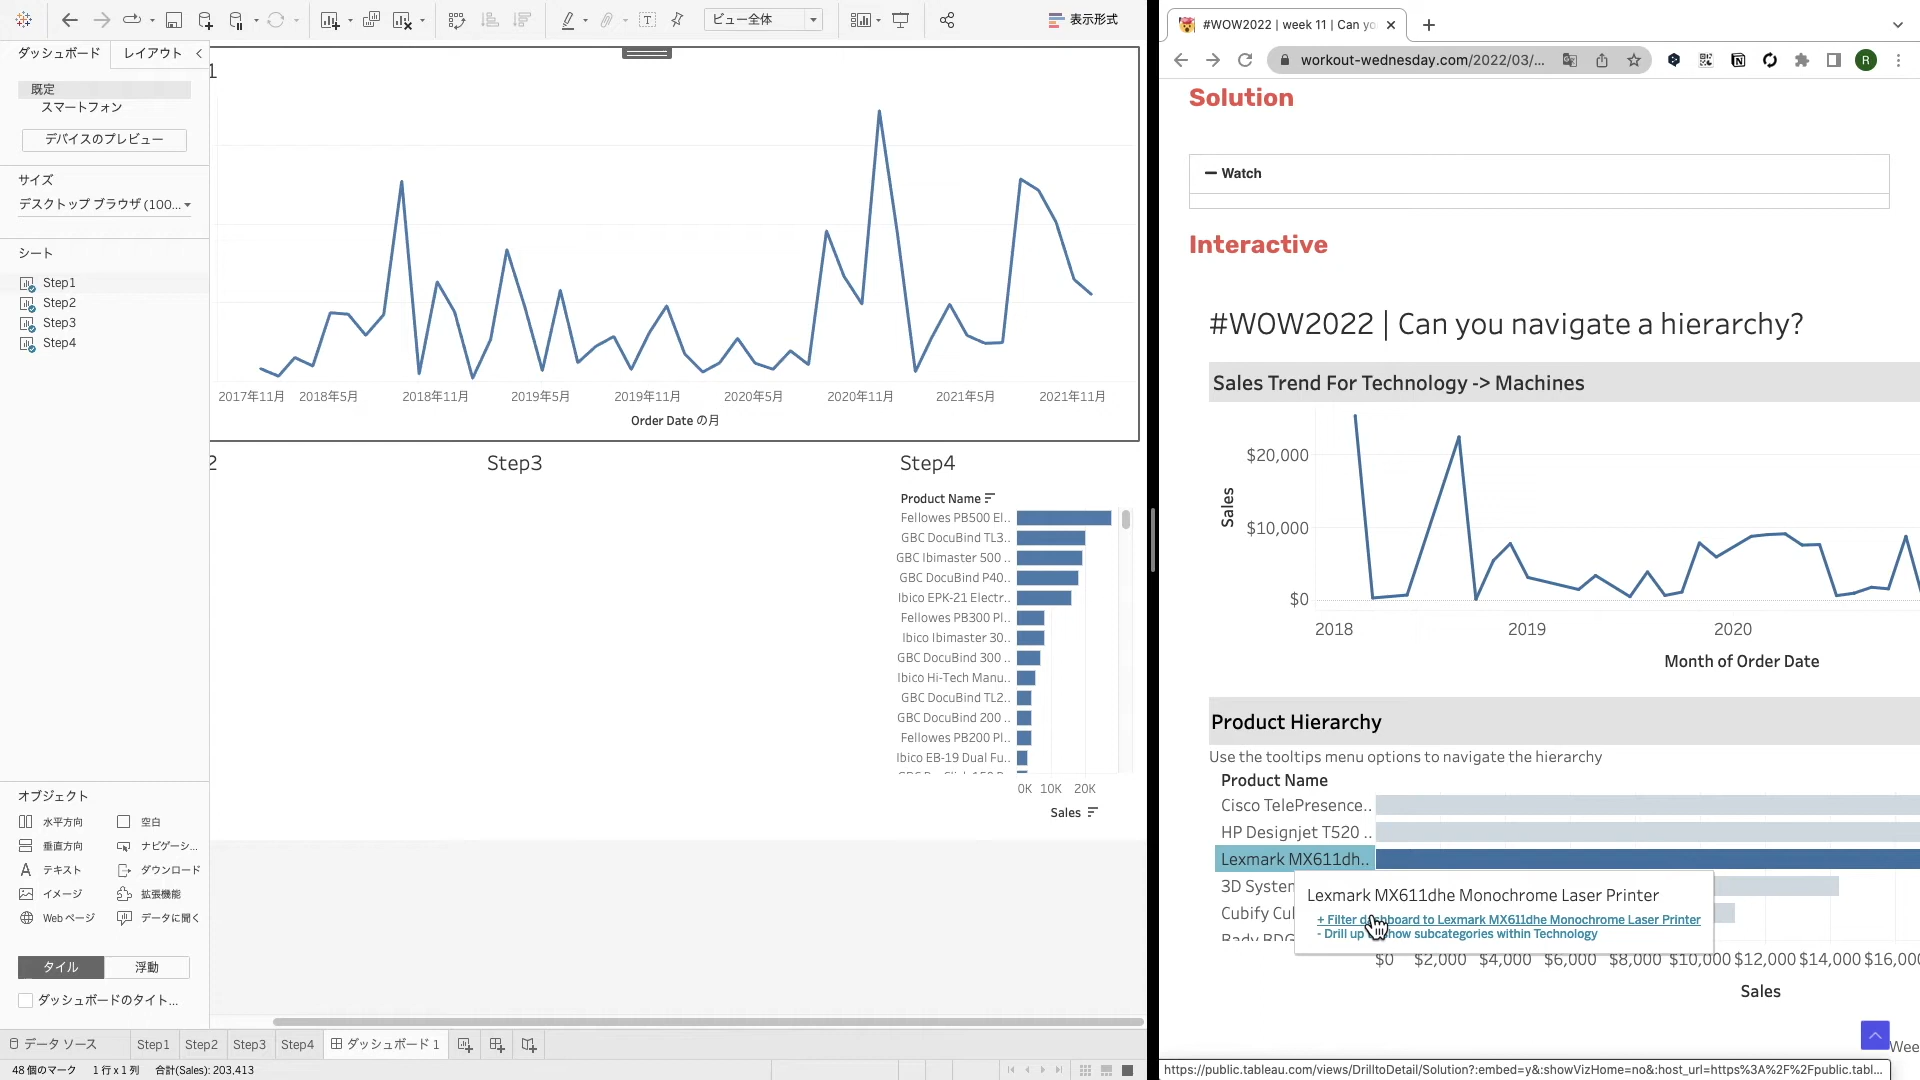 ビュー全体
表示形式
ダッシュボード
レイアウト
既定
スマートフォン
デバイスのプレビュー
サイズ
デスクトップ ブラウザ (100...
シート
Step1
Step2
Step3
Step4
オブジェクト
水平方向
空白
垂直方向
ナビゲーシ...
テキスト
ダウンロード
イメージ
拡張機能
Web ページ
データに聞く
タイル
浮動
ダッシュボードのタイト...
1
2017年11月
2018年5月
2018年11月
2019年5月
2019年11月
2020年5月
2020年11月
2021年5月
2021年11月
Order Date の月
2
Step3
Step4
Product Name
Fellowes PB500 El..
GBC DocuBind TL3..
GBC Ibimaster 500 ..
GBC DocuBind P40..
Ibico EPK-21 Electr..
Fellowes PB300 Pl..
Ibico Ibimaster 30..
GBC DocuBind 300 ..
Ibico Hi-Tech Manu..
GBC DocuBind TL2..
GBC DocuBind 200 ..
Fellowes PB200 Pl..
Ibico EB-19 Dual Fu..
0K 10K 20K
Sales
データ ソース
Step1
Step2
Step3
Step4
ダッシュボード 1
48 個のマーク
1 行 x 1 列
合計(Sales): 203,413
#WOW2022 | week 11 | Can yo
workout-wednesday.com/2022/03/...
R
Solution
Watch
Interactive
#WOW2022 | Can you navigate a hierarchy?
Sales Trend For Technology -> Machines
Sales
$20,000
$10,000
$0
2018
2019
2020
Month of Order Date
Product Hierarchy
Use the tooltips menu options to navigate the hierarchy
Product Name
Cisco TelePresence..
HP Designjet T520 ..
Lexmark MX611dh..
3D System
Cubify Cu
Lexmark MX611dhe Monochrome Laser Printer
+ Filter dashboard to Lexmark MX611dhe Monochrome Laser Printer
- Drill up show subcategories within Technology
$0 $2,000 $4,000 $6,000 $8,000 $10,000 $12,000 $14,000 $16,00
Sales
Wee
https://public.tableau.com/views/DrilltoDetail/Solution?:embed=y&:showVizHome=no&:host_url=https%3A%2F%2Fpublic.tabl...